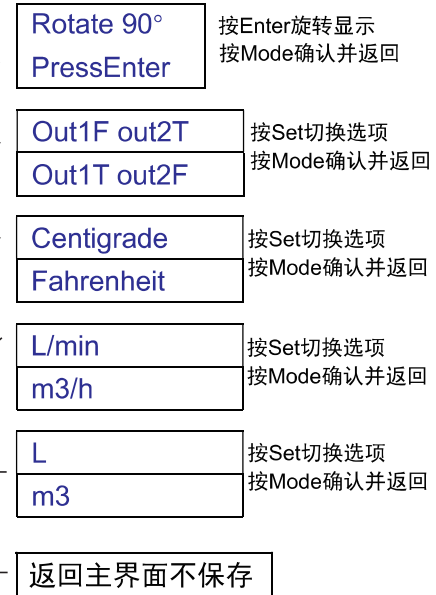 Rotate 90°
PressEnter
按Enter旋转显示
按Mode确认并返回
Out1F out2T
Out1T out2F
按Set切换选项
按Mode确认并返回
Centigrade
Fahrenheit
按Set切换选项
按Mode确认并返回
L/min
m3/h
按Set切换选项
按Mode确认并返回
L
m3
按Set切换选项
按Mode确认并返回
返回主界面不保存